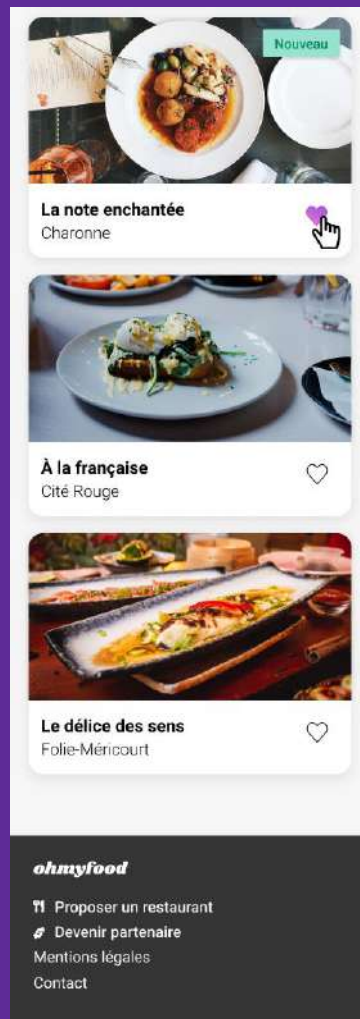 Nouveau
La note enchantée
Charonne
À la française
Cité Rouge
Le délice des sens
Folie-Méricourt
ohmyfood
Proposer un restaurant
Devenir partenaire
Mentions légales
Contact